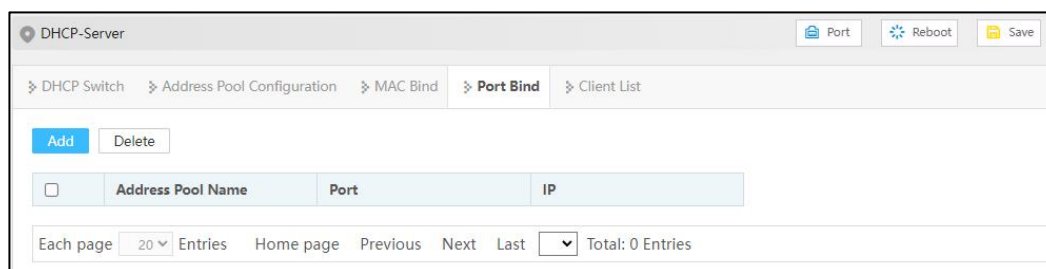 DHCP-Server Port Reboot Save
DHCP Switch Address Pool Configuration MAC Bind Port Bind Client List
Add Delete
Address Pool Name Port IP
Each page 20 Entries Home page Previous Next Last Total: 0 Entries